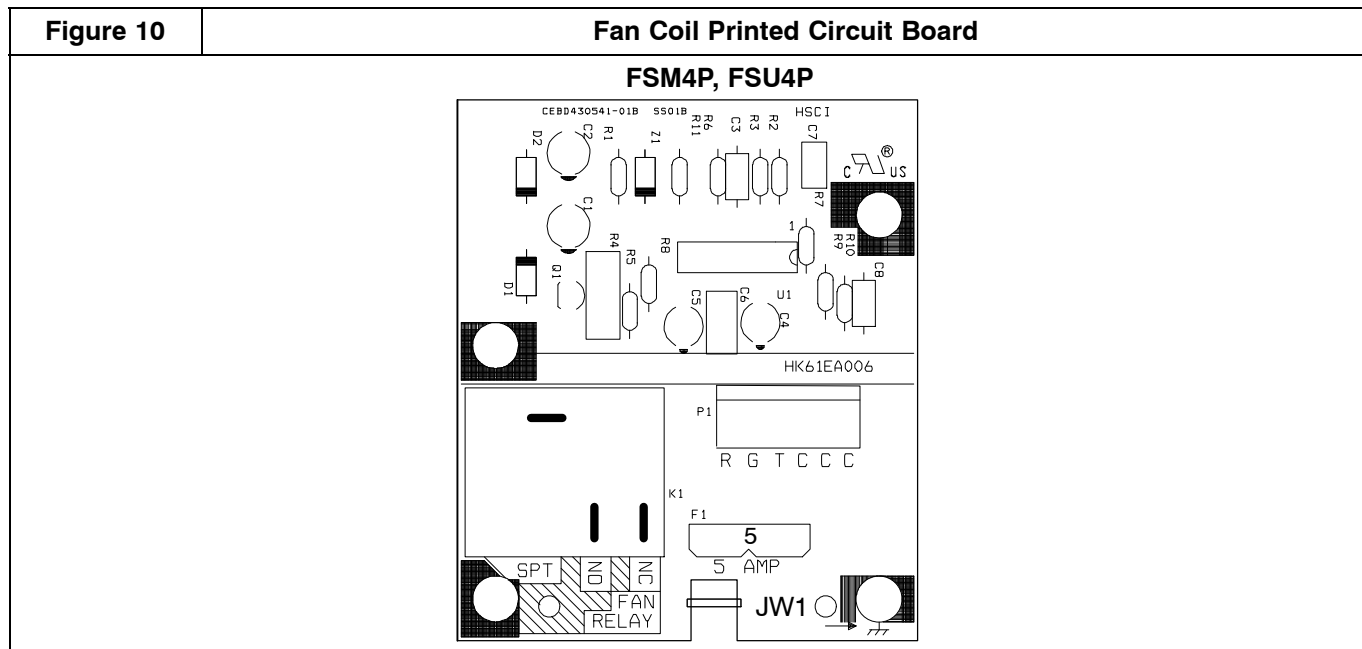 Figure 10
Fan Coil Printed Circuit Board
FSM4P, FSU4P
CEBD430541-01B SS01B
HSCI
D2
C2
R1
Z1
R11
R6
C3
R3
R2
C7
C ® US
R7
C1
R4
R5
R8
1
R10
R9
C8
D1
Q1
C5
C6
U1
C4
HK61EA006
P1
R G T C C C
K1
F1
5
5 AMP
SPT
NO
NC
FAN
RELAY
JW1